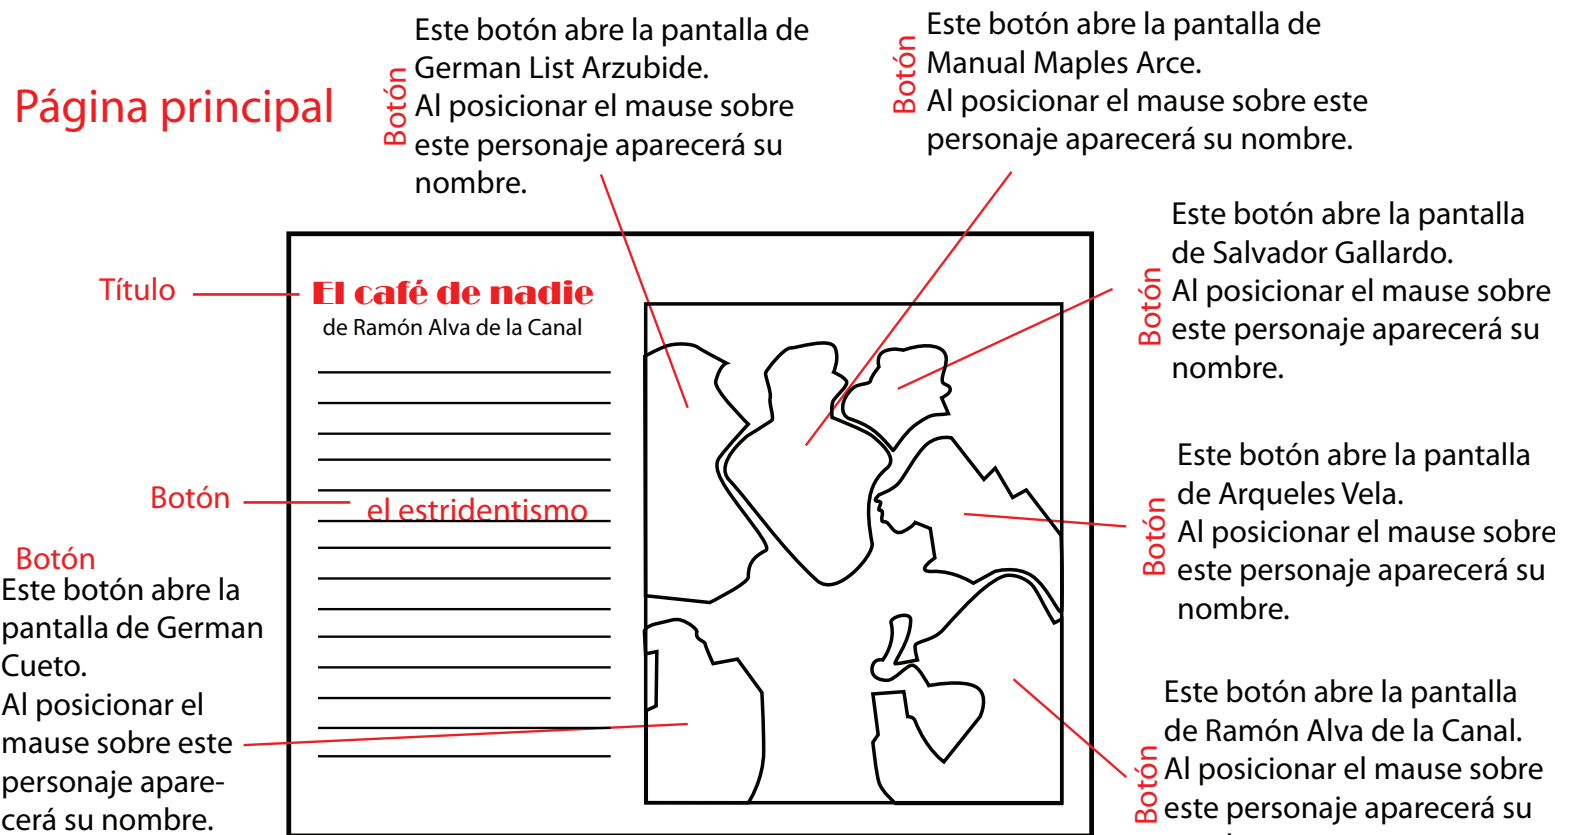 Página principal
Botón
Este botón abre la pantalla de
German List Arzubide.
Al posicionar el mause sobre
este personaje aparecerá su
nombre.
Botón
Este botón abre la pantalla de
Manual Maples Arce.
Al posicionar el mause sobre este
personaje aparecerá su nombre.
Botón
Este botón abre la pantalla
de Salvador Gallardo.
Al posicionar el mause sobre
este personaje aparecerá su
nombre.
Título
El café de nadie
de Ramón Alva de la Canal
Botón
el estridentismo
Botón
Este botón abre la pantalla
de Arqueles Vela.
Al posicionar el mause sobre
este personaje aparecerá su
nombre.
Botón
Este botón abre la
pantalla de German
Cueto.
Al posicionar el
mause sobre este
personaje apare-
cerá su nombre.
Botón
Este botón abre la pantalla
de Ramón Alva de la Canal.
Al posicionar el mause sobre
este personaje aparecerá su